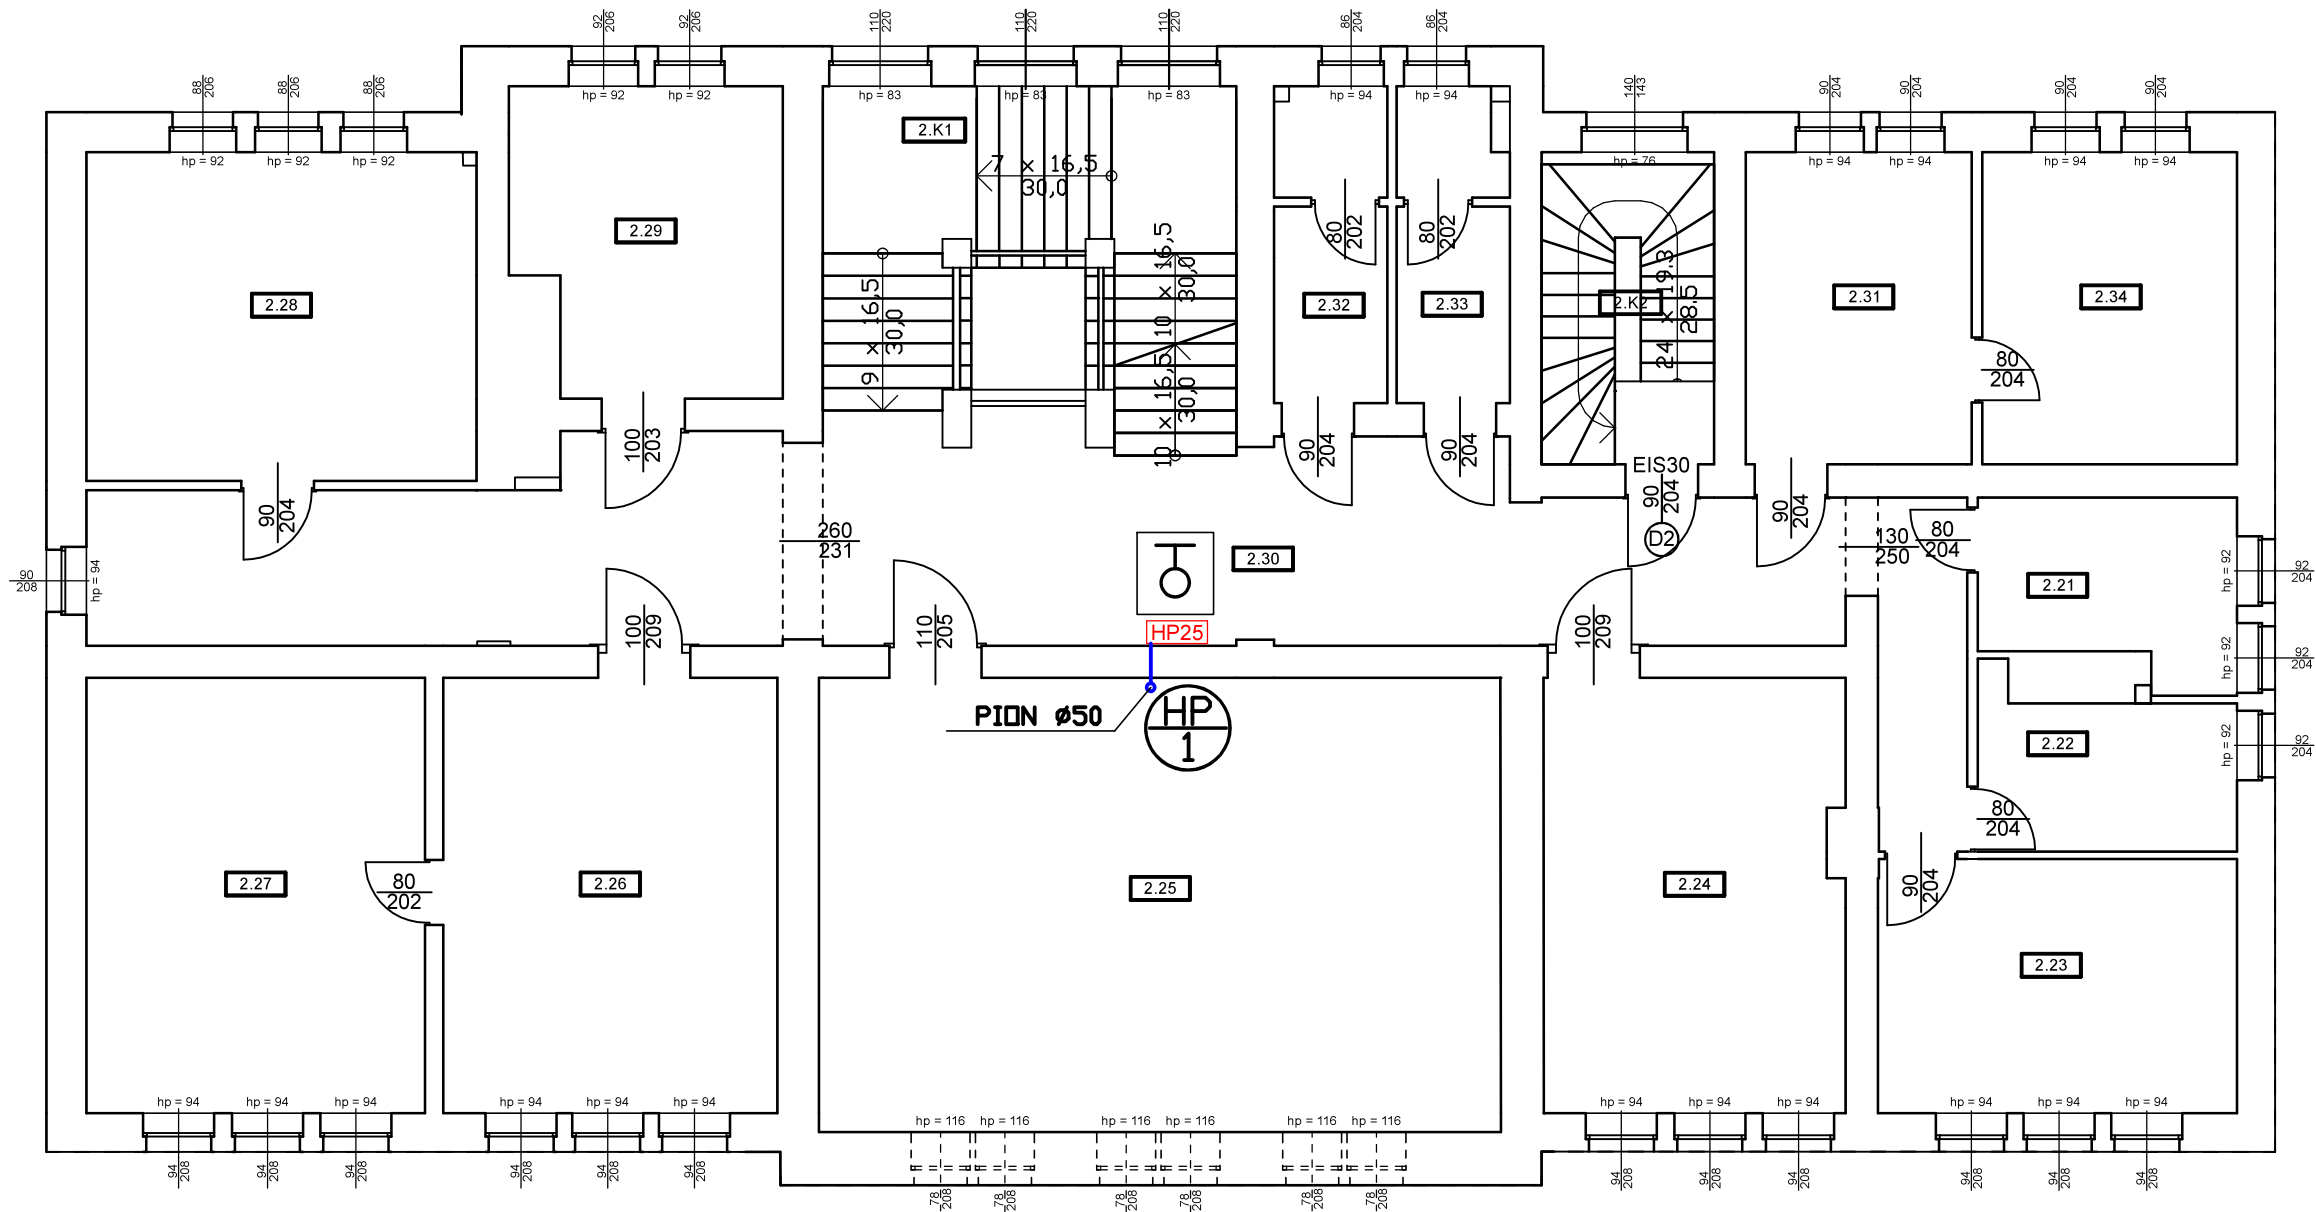 92
206
92
206
110
220
110
220
110
220
86
204
86
204
88
206
88
206
88
206
140
143
90
204
90
204
90
204
90
204
hp = 92
hp = 92
hp = 83
hp = 83
hp = 83
hp = 94
hp = 94
hp = 92
hp = 92
hp = 92
hp = 76
hp = 94
hp = 94
hp = 94
hp = 94
2.K1
7 x 16,5
30,0
2.29
80
202
80
202
2.28
9 x 16,5
30,0
10 x 16,5
30,0
10 x 16,5
30,0
2.32
2.33
2.K2
24 x 19.3
28.5
2.31
2.34
80
204
100
203
90
204
90
204
EIS30
90
204
D2
90
204
90
204
260
231
2.30
130
250
80
204
90
208
hp = 94
2.21
hp = 92
92
204
100
209
110
205
HP25
100
209
hp = 92
92
204
PION ø50
HP
1
2.22
hp = 92
92
204
80
204
2.27
80
202
2.26
2.25
2.24
90
204
2.23
hp = 94
hp = 94
hp = 94
hp = 94
hp = 94
hp = 94
hp = 116
hp = 116
hp = 116
hp = 116
hp = 116
hp = 116
hp = 94
hp = 94
hp = 94
hp = 94
hp = 94
hp = 94
94
208
94
208
94
208
94
208
94
208
94
208
78
208
78
208
78
208
78
208
78
208
78
208
94
208
94
208
94
208
94
208
94
208
94
208